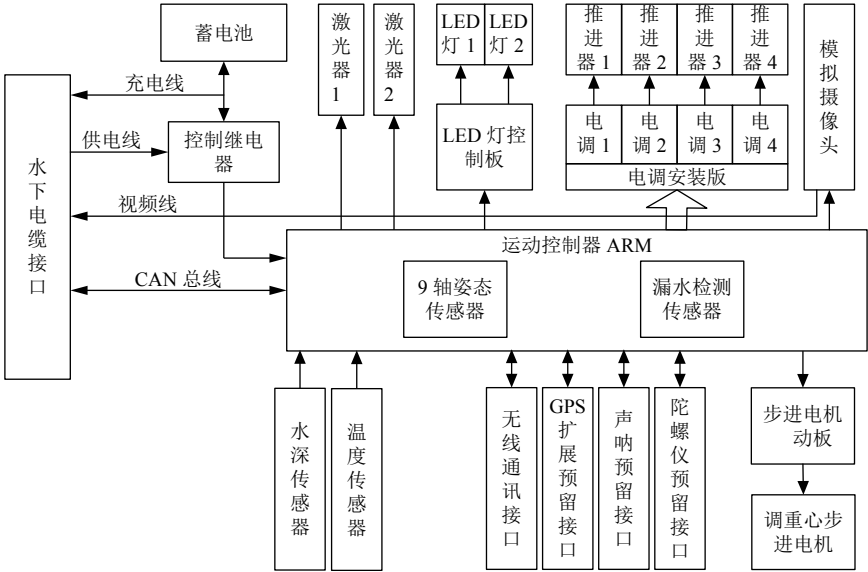 蓄电池
激光器 1
激光器 2
LED
灯 1
LED
灯 2
推进器 1
推进器 2
推进器 3
推进器 4
模拟摄像头
充电线
供电线
控制继电
器
LED 灯控
制板
电调 1
电调 2
电调 3
电调 4
电调安装版
水下电缆接口
视频线
运动控制器 ARM
CAN 总线
9 轴姿态
传感器
漏水检测
传感器
水深传感器
温度传感器
无线通讯接口
GPS
扩展预留接口
声呐预留接口
陀螺仪预留接口
步进电机
动板
调重心步
进电机